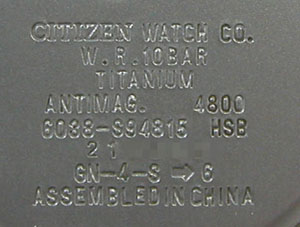 CITIZEN WATCH CO.
W.R.10BAR
TITANIUM
ANTIMAG. 4800
6038-S94815 HSB
21
GN-4-S ⇨ 6
ASSEMBLED IN CHINA